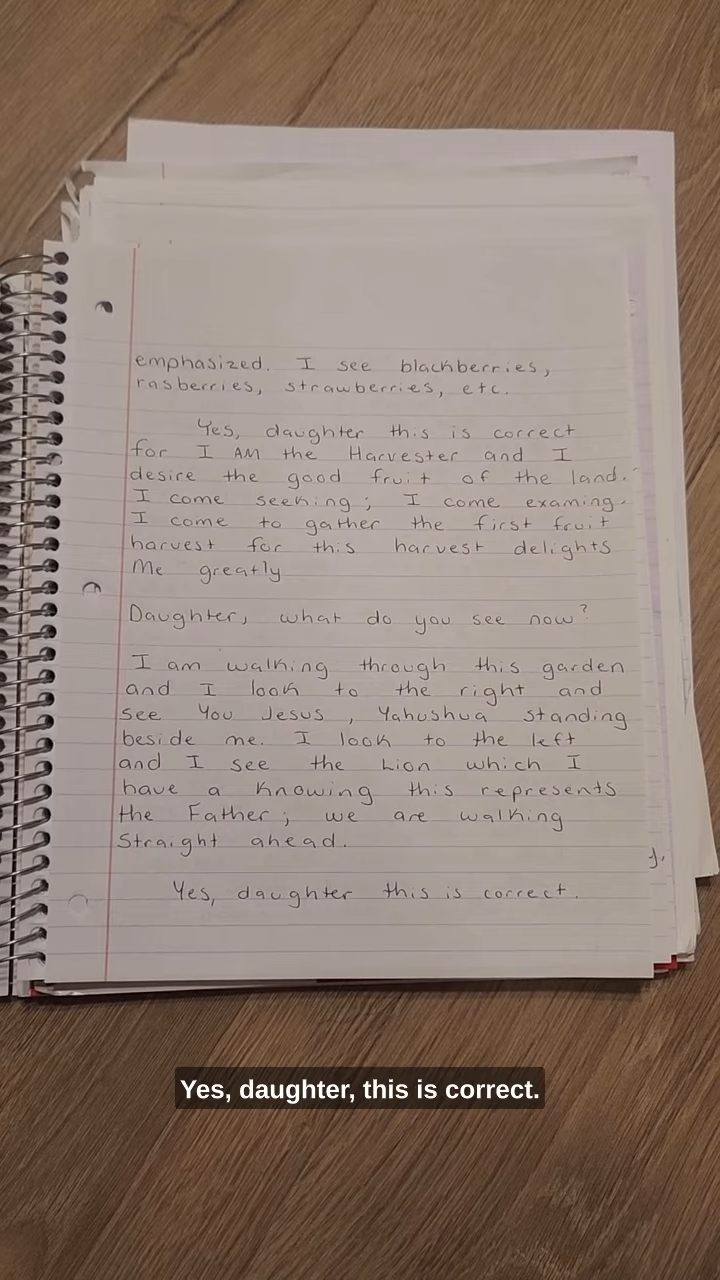 emphasized. I see blackberries,
rasberries, strawberries, etc.
Yes, daughter this is correct
for I AM the Harvester and I
desire the good fruit of the land.
I come seeking; I come examing.
I come to gather the first fruit
harvest for this harvest delights
Me greatly
Daughter, what do you see now?
I am walking through this garden
and I look to the right and
see You Jesus, Yahushua standing
beside me. I look to the left
and I see the Lion which I
have a knowing this represents
the Father; we are walking
Straight ahead.
Yes, daughter this is correct.
Yes, daughter, this is correct.